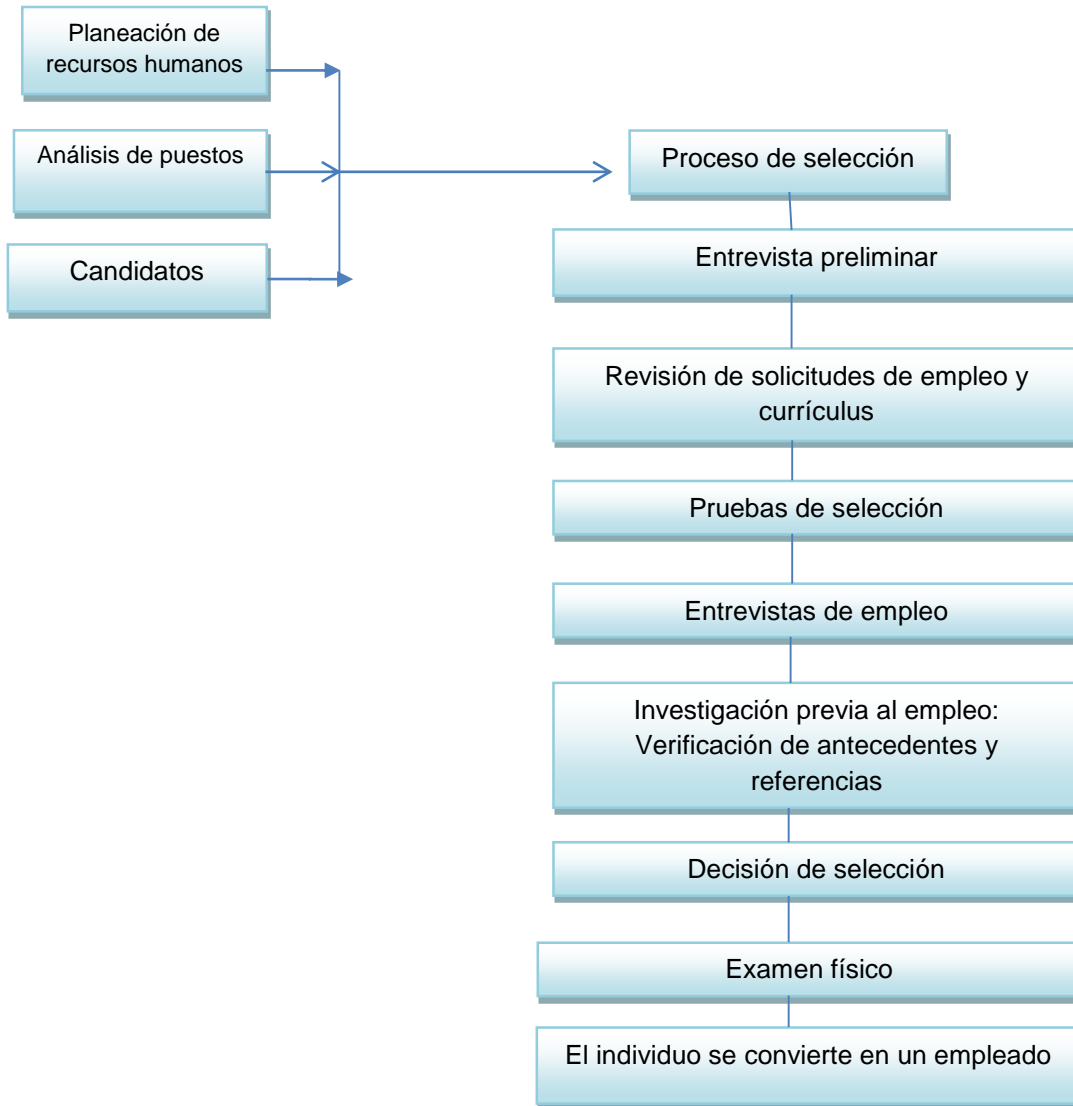 Planeación de
recursos humanos
Análisis de puestos
Candidatos
Proceso de selección
Entrevista preliminar
Revisión de solicitudes de empleo y
currículus
Pruebas de selección
Entrevistas de empleo
Investigación previa al empleo:
Verificación de antecedentes y
referencias
Decisión de selección
Examen físico
El individuo se convierte en un empleado